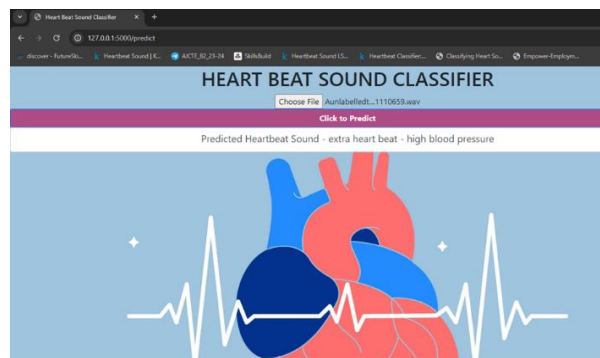 Heart Beat Sound Classifier
127.0.0.1:5000/predict
discover - FutureSki... Heartbeat Sound | K... AICTE_B2_23-24 SkillsBuild Heartbeat Sound LS... Heartbeat Classifier:... Classifying Heart So... Empower-Employm...
HEART BEAT SOUND CLASSIFIER
Choose File Aunlabelledt...1110659.wav
Click to Predict
Predicted Heartbeat Sound - extra heart beat - high blood pressure